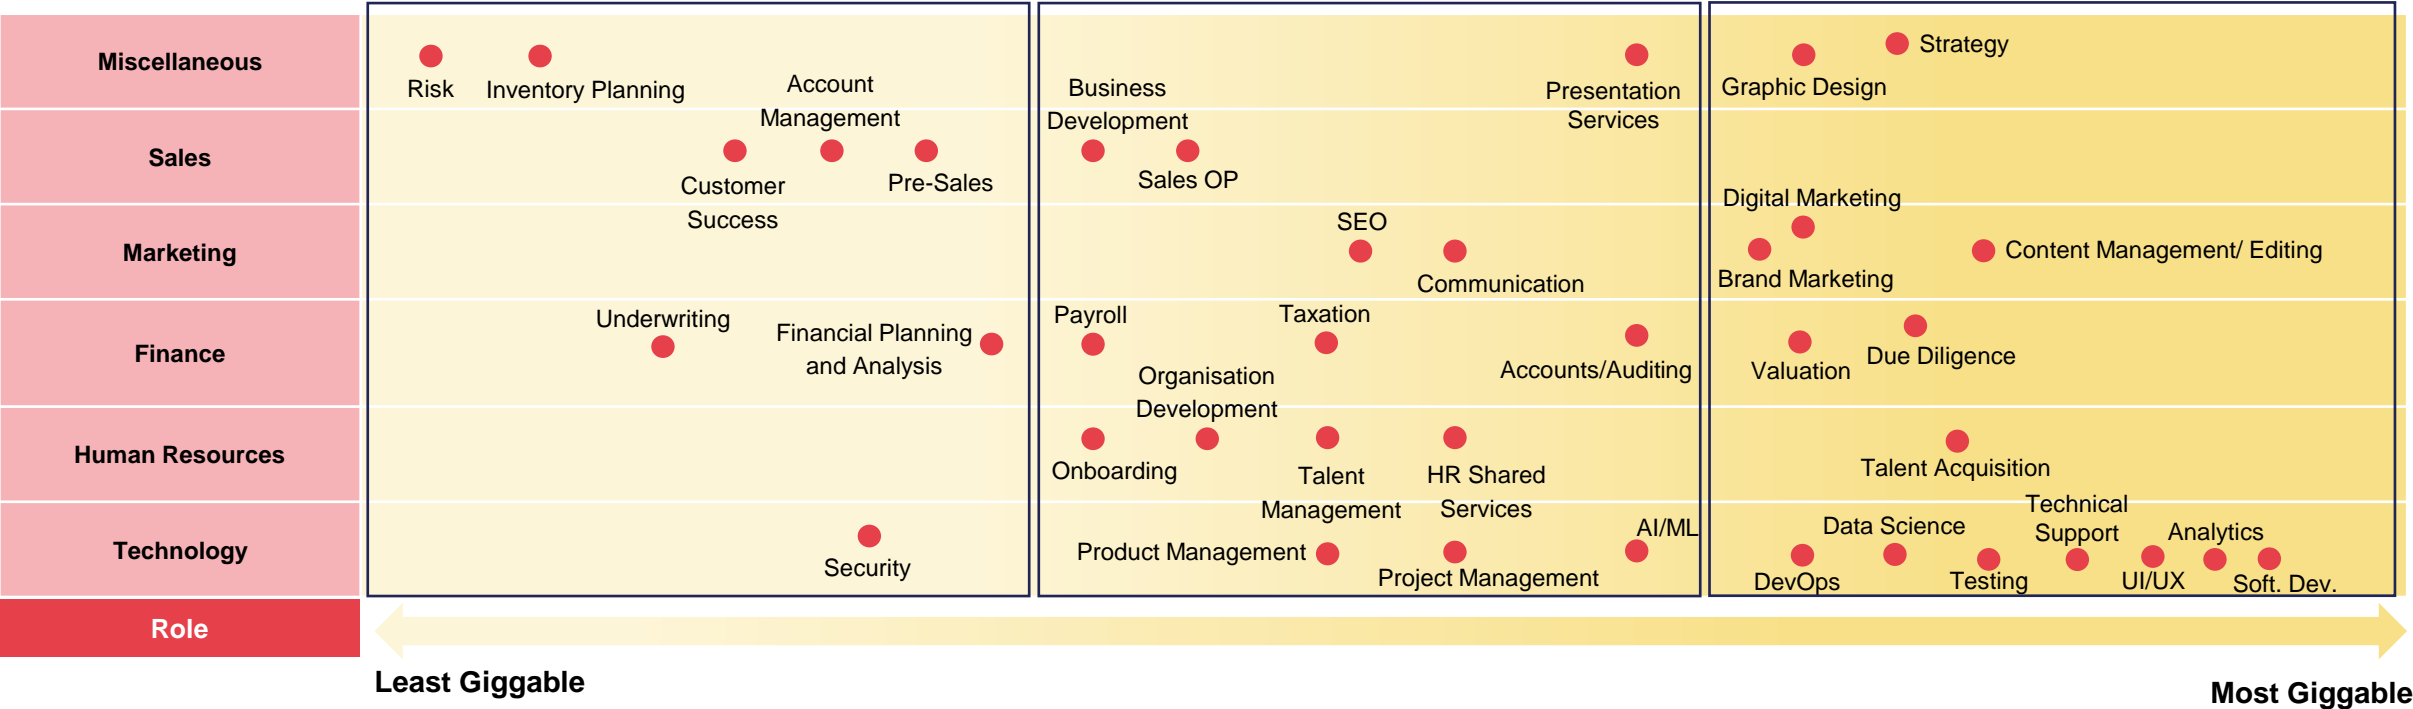 Miscellaneous
Risk
Inventory Planning
Presentation
Services
Graphic Design
Strategy
Sales
Customer
Success
Account
Management
Pre-Sales
Business
Development
Sales OP
Marketing
SEO
Communication
Brand Marketing
Digital Marketing
Content Management/ Editing
Finance
Underwriting
Financial Planning
and Analysis
Payroll
Taxation
Accounts/Auditing
Valuation
Due Diligence
Human Resources
Onboarding
Organisation
Development
Talent
Management
HR Shared
Services
Talent Acquisition
Technology
Security
Product Management
Project Management
AI/ML
DevOps
Data Science
Testing
Technical
Support
UI/UX
Analytics
Soft. Dev.
Role
Least Giggable
Most Giggable